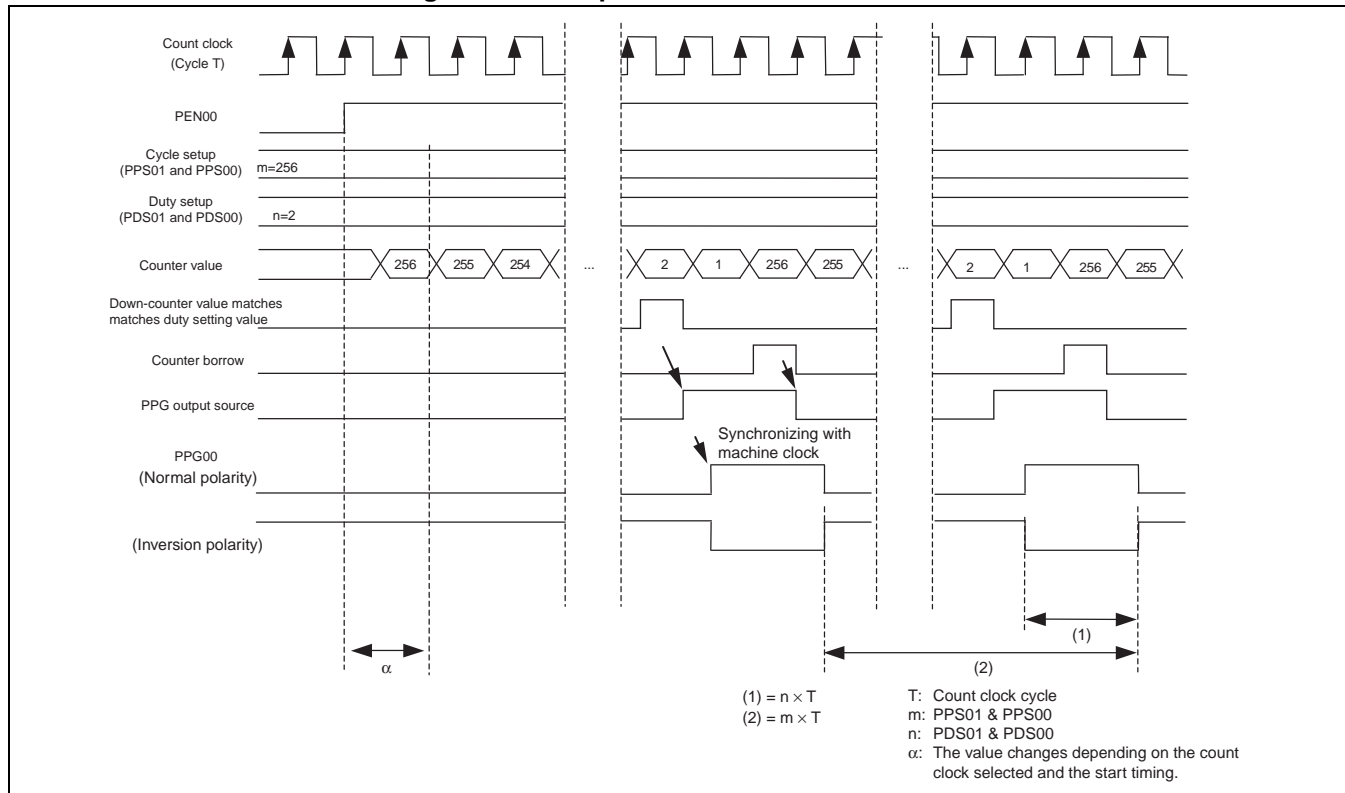 Count clock
(Cycle T)
PEN00
Cycle setup
(PPS01 and PPS00) m=256
Duty setup
(PDS01 and PDS00) n=2
Counter value 256 255 254 ... 2 1 256 255 ... 2 1 256 255
Down-counter value matches
matches duty setting value
Counter borrow
PPG output source
Synchronizing with
machine clock
PPG00
(Normal polarity)
(Inversion polarity)
(1)
α (2)
(1) = n × T
(2) = m × T
T: Count clock cycle
m: PPS01 & PPS00
n: PDS01 & PDS00
α: The value changes depending on the count
clock selected and the start timing.